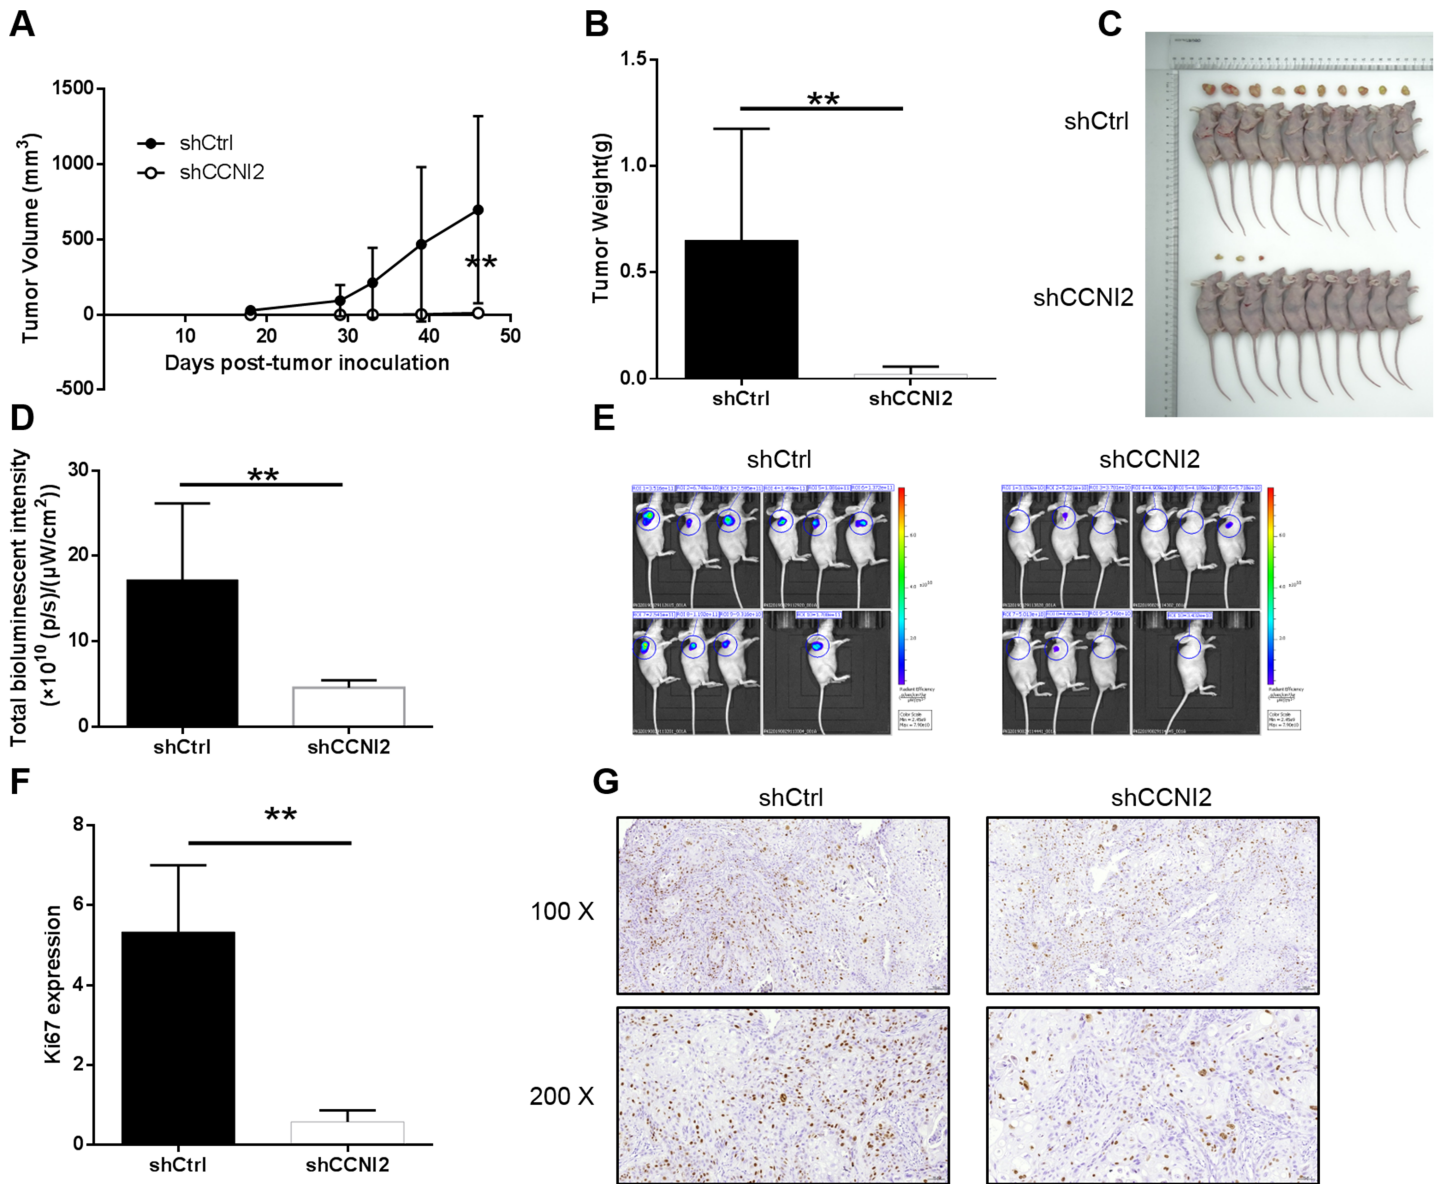 A
1500
1000
500
0
-500
Tumor Volume (mm³)
shCtrl
shCCNI2
**
10 20 30 40 50
Days post-tumor inoculation
B
1.5
1.0
0.5
0.0
Tumor Weight(g)
**
shCtrl shCCNI2
C
shCtrl
shCCNI2
D
30
20
10
0
Total bioluminescent intensity
(×10¹⁰ (p/s)/(µW/cm²))
**
shCtrl shCCNI2
E
shCtrl shCCNI2
F
8
6
4
2
0
Ki67 expression
**
shCtrl shCCNI2
G
shCtrl shCCNI2
100 X
200 X